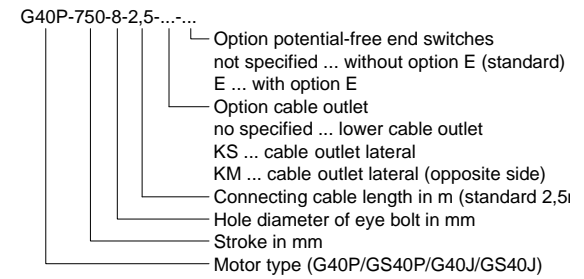 G40P-750-8-2,5-...-...
Option potential-free end switches
not specified ... without option E (standard)
E ... with option E
Option cable outlet
no specified ... lower cable outlet
KS ... cable outlet lateral
KM ... cable outlet lateral (opposite side)
Connecting cable length in m (standard 2,5
Hole diameter of eye bolt in mm
Stroke in mm
Motor type (G40P/GS40P/G40J/GS40J)